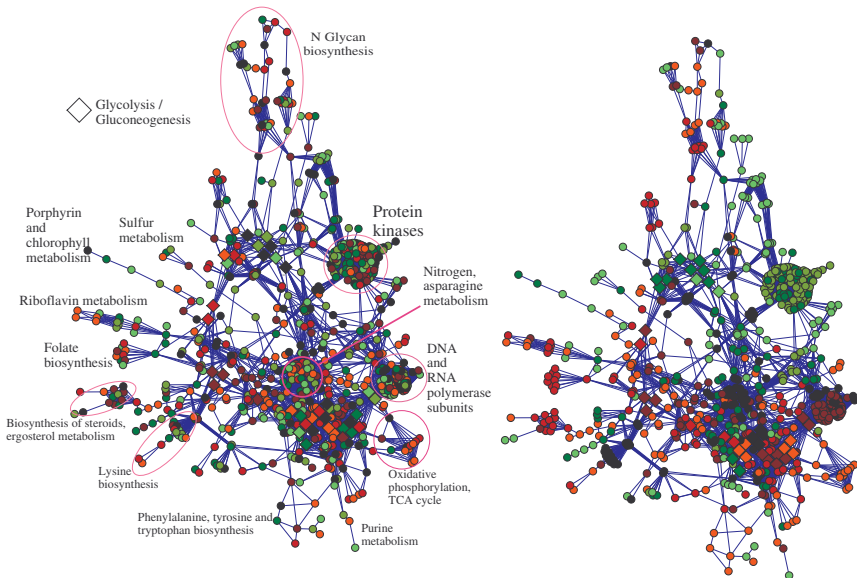 N Glycan
biosynthesis
Glycolysis /
Gluconeogenesis
Porphyrin
and
chlorophyll
metabolism
Sulfur
metabolism
Protein
kinases
Nitrogen,
asparagine
metabolism
Riboflavin metabolism
Folate
biosynthesis
DNA
and
RNA
polymerase
subunits
Biosynthesis of steroids,
ergosterol metabolism
Lysine
biosynthesis
Oxidative
phosphorylation,
TCA cycle
Phenylalanine, tyrosine and
tryptophan biosynthesis
Purine
metabolism